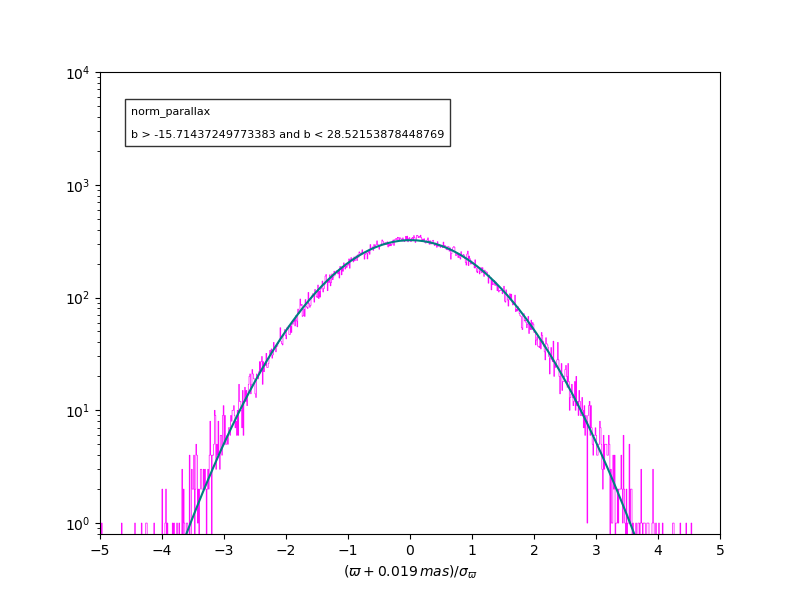 norm_parallax
b > -15.71437249773383 and b < 28.52153878448769
10⁴
10³
10²
10¹
10⁰
−5 −4 −3 −2 −1 0 1 2 3 4 5
(ϖ + 0.019 mas)/σ_ϖ